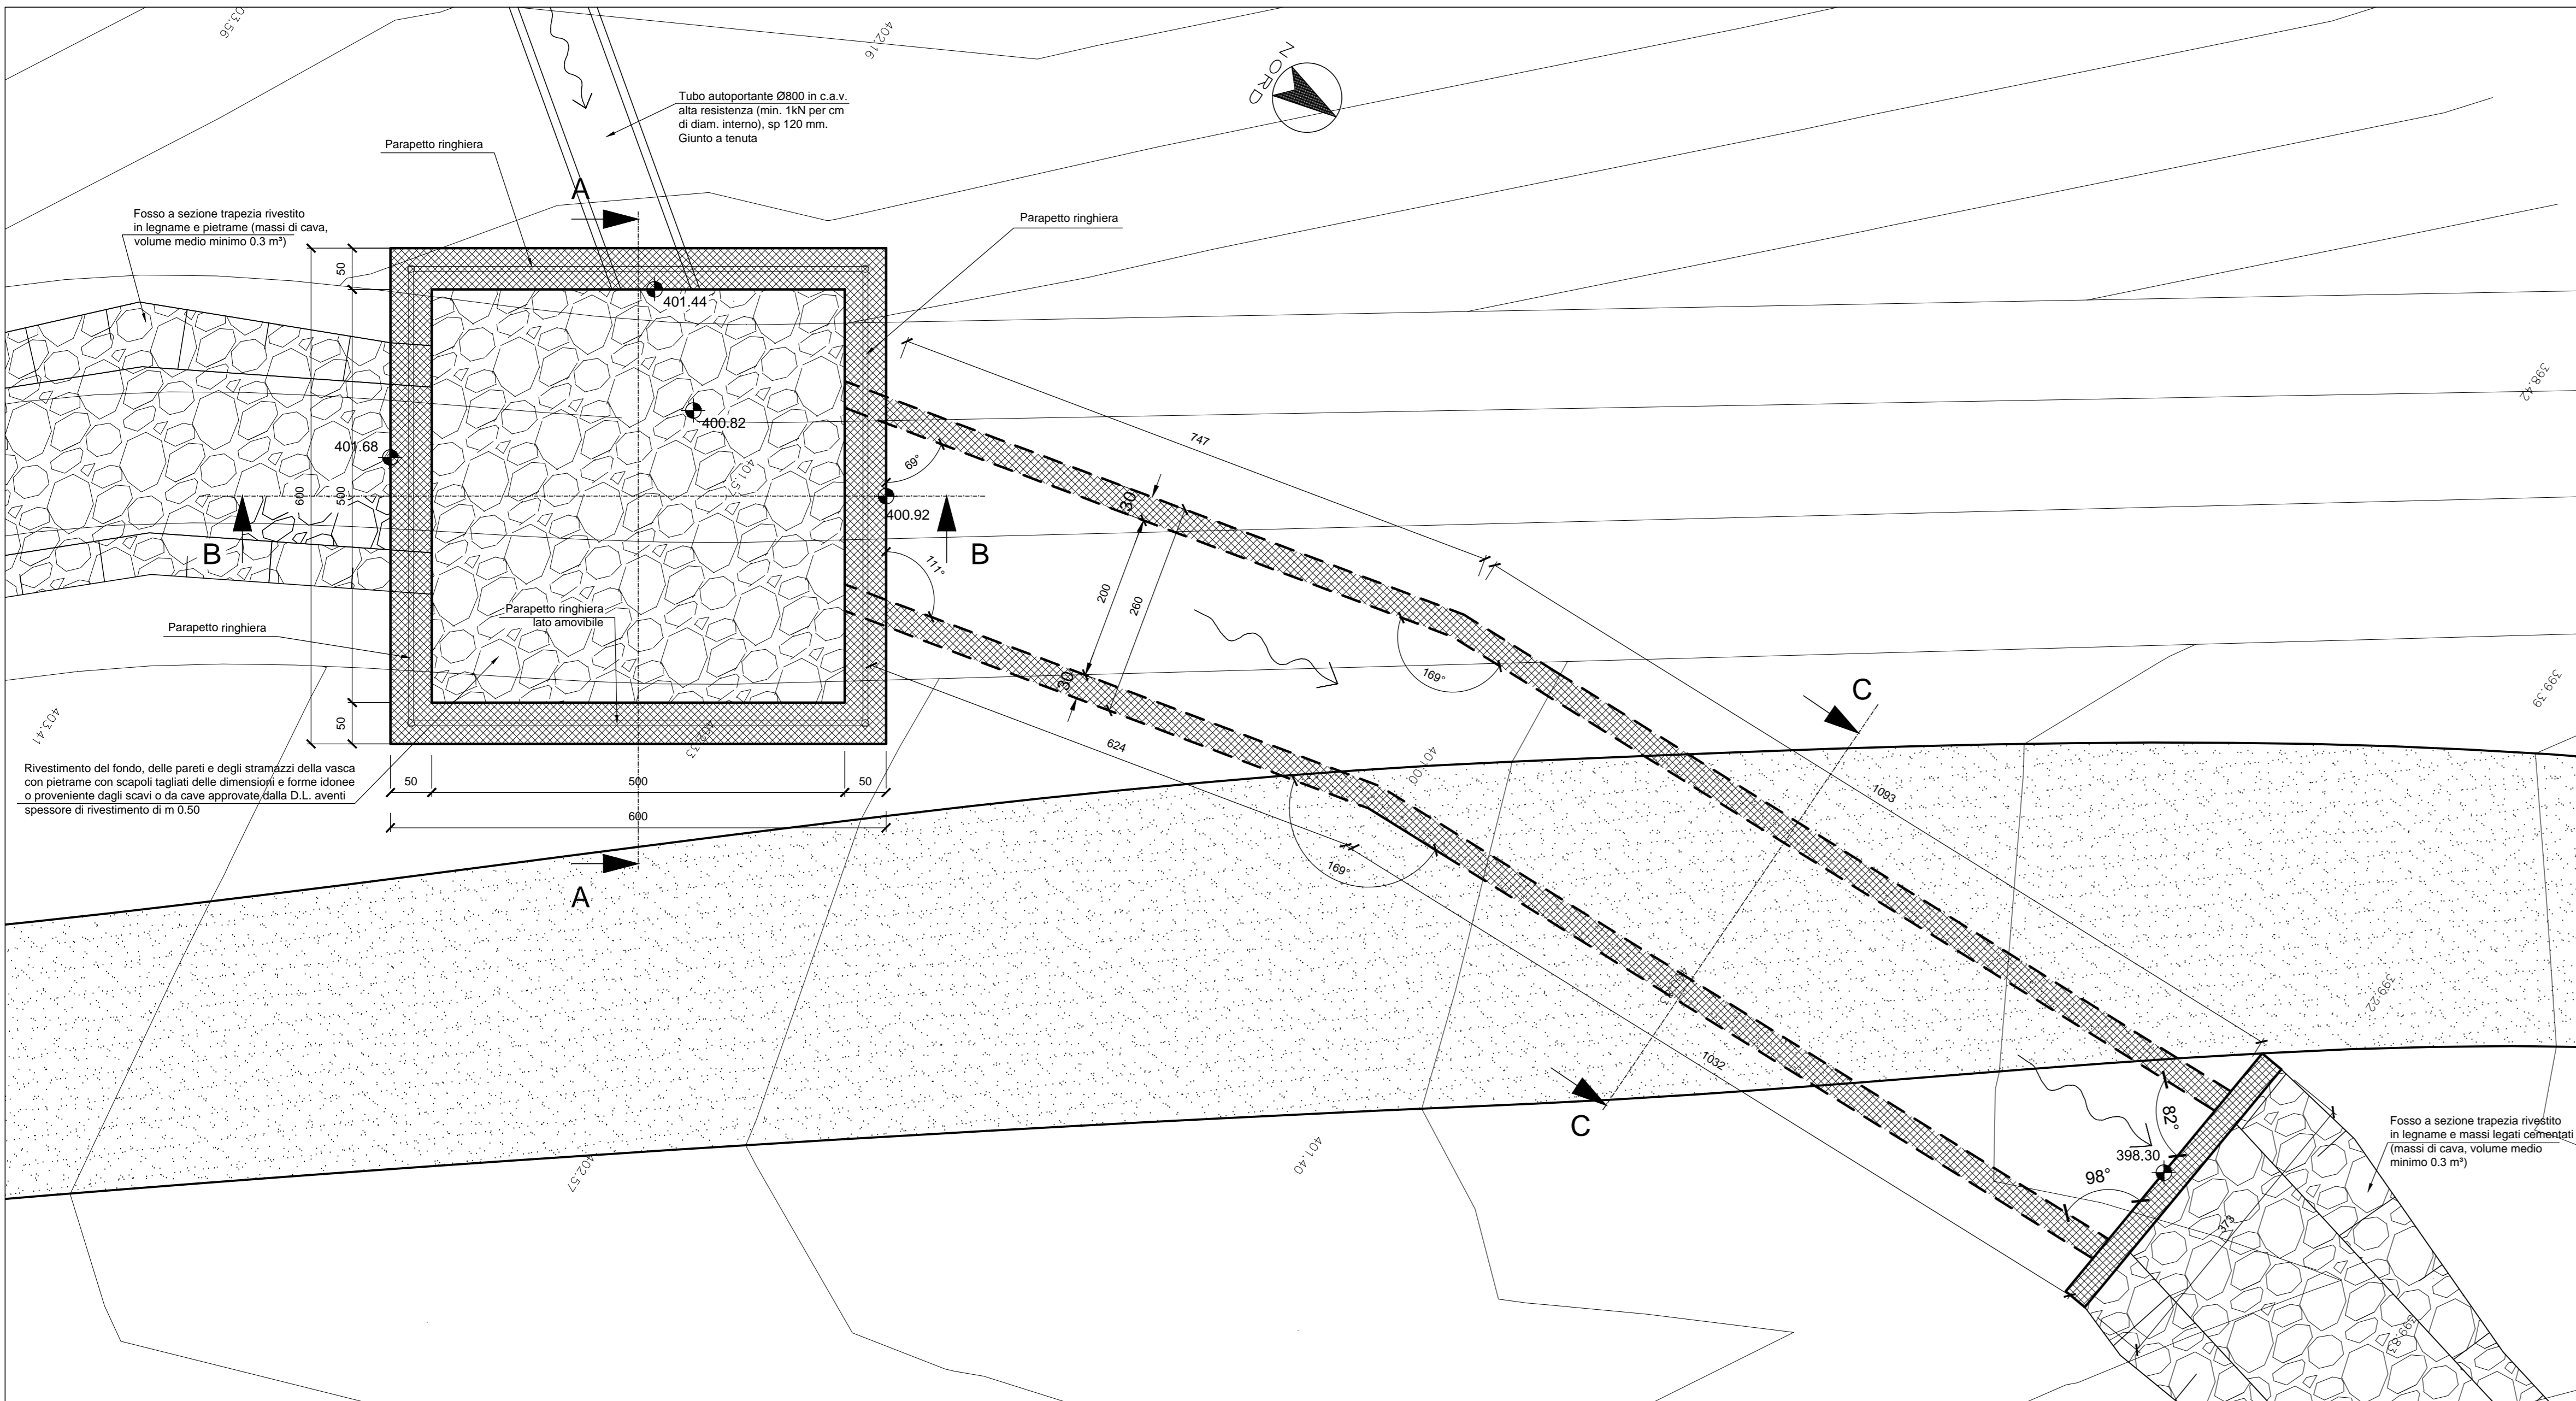 03.56
402.16
NORD
Tubo autoportante Ø800 in c.a.v.
alta resistenza (min. 1kN per cm
di diam. interno), sp 120 mm.
Giunto a tenuta
Parapetto ringhiera
A
Fosso a sezione trapezia rivestito
in legname e pietrame (massi di cava,
volume medio minimo 0.3 m³)
Parapetto ringhiera
50
401.44
398.42
400.82
747
401.68
69°
600
500
30
400.92
B
B
111°
200
260
Parapetto ringhiera
lato amovibile
Parapetto ringhiera
169°
30
399.39
C
403.41
50
402.33
624
401.00
Rivestimento del fondo, delle pareti e degli stramazzi della vasca
con pietrame con scapoli tagliati delle dimensioni e forme idonee
o proveniente dagli scavi o da cave approvate dalla D.L. aventi
spessore di rivestimento di m 0.50
50
500
50
1093
600
169°
A
399.22
1032
C
82°
Fosso a sezione trapezia rivestito
in legname e massi legati cementati
(massi di cava, volume medio
minimo 0.3 m³)
398.30
402.57
401.40
98°
373
399.83